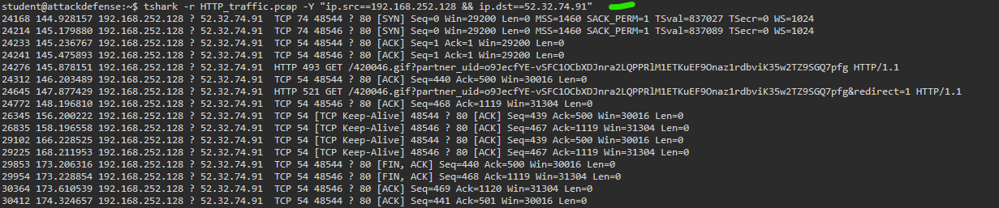 student@attackdefense:~$ tshark -r HTTP_traffic.pcap -Y "ip.src==192.168.252.128 && ip.dst==52.32.74.91"
24168 144.928157 192.168.252.128 ? 52.32.74.91 TCP 74 48544 ? 80 [SYN] Seq=0 Win=29200 Len=0 MSS=1460 SACK_PERM=1 TSval=837027 TSecr=0 WS=1024
24214 145.179880 192.168.252.128 ? 52.32.74.91 TCP 74 48546 ? 80 [SYN] Seq=0 Win=29200 Len=0 MSS=1460 SACK_PERM=1 TSval=837089 TSecr=0 WS=1024
24233 145.236767 192.168.252.128 ? 52.32.74.91 TCP 54 48544 ? 80 [ACK] Seq=1 Ack=1 Win=29200 Len=0
24241 145.475893 192.168.252.128 ? 52.32.74.91 TCP 54 48546 ? 80 [ACK] Seq=1 Ack=1 Win=29200 Len=0
24276 145.878151 192.168.252.128 ? 52.32.74.91 HTTP 493 GET /420046.gif?partner_uid=o9JecfYE-vSFC1OCbXDJnra2LQPPRlM1ETKuEF9Onaz1rdbviK35w2TZ9SGQ7pfg HTTP/1.1
24312 146.203489 192.168.252.128 ? 52.32.74.91 TCP 54 48544 ? 80 [ACK] Seq=440 Ack=500 Win=30016 Len=0
24645 147.877429 192.168.252.128 ? 52.32.74.91 HTTP 521 GET /420046.gif?partner_uid=o9JecfYE-vSFC1OCbXDJnra2LQPPRlM1ETKuEF9Onaz1rdbviK35w2TZ9SGQ7pfg&redirect=1 HTTP/1.1
24772 148.196810 192.168.252.128 ? 52.32.74.91 TCP 54 48546 ? 80 [ACK] Seq=468 Ack=1119 Win=31304 Len=0
26345 156.200222 192.168.252.128 ? 52.32.74.91 TCP 54 [TCP Keep-Alive] 48544 ? 80 [ACK] Seq=439 Ack=500 Win=30016 Len=0
26835 158.196558 192.168.252.128 ? 52.32.74.91 TCP 54 [TCP Keep-Alive] 48546 ? 80 [ACK] Seq=467 Ack=1119 Win=31304 Len=0
29102 166.228525 192.168.252.128 ? 52.32.74.91 TCP 54 [TCP Keep-Alive] 48544 ? 80 [ACK] Seq=439 Ack=500 Win=30016 Len=0
29225 168.211953 192.168.252.128 ? 52.32.74.91 TCP 54 [TCP Keep-Alive] 48546 ? 80 [ACK] Seq=467 Ack=1119 Win=31304 Len=0
29853 173.206316 192.168.252.128 ? 52.32.74.91 TCP 54 48544 ? 80 [FIN, ACK] Seq=440 Ack=500 Win=30016 Len=0
29954 173.228854 192.168.252.128 ? 52.32.74.91 TCP 54 48546 ? 80 [FIN, ACK] Seq=468 Ack=1119 Win=31304 Len=0
30364 173.610539 192.168.252.128 ? 52.32.74.91 TCP 54 48546 ? 80 [ACK] Seq=469 Ack=1120 Win=31304 Len=0
30412 174.324657 192.168.252.128 ? 52.32.74.91 TCP 54 48544 ? 80 [ACK] Seq=441 Ack=501 Win=30016 Len=0